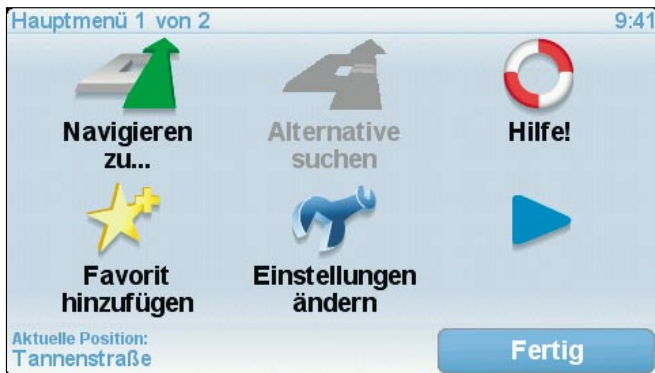 Hauptmenü 1 von 2
9:41
Navigieren
zu...
Alternative
suchen
Hilfe!
Favorit
hinzufügen
Einstellungen
ändern
Aktuelle Position:
Tannenstraße
Fertig